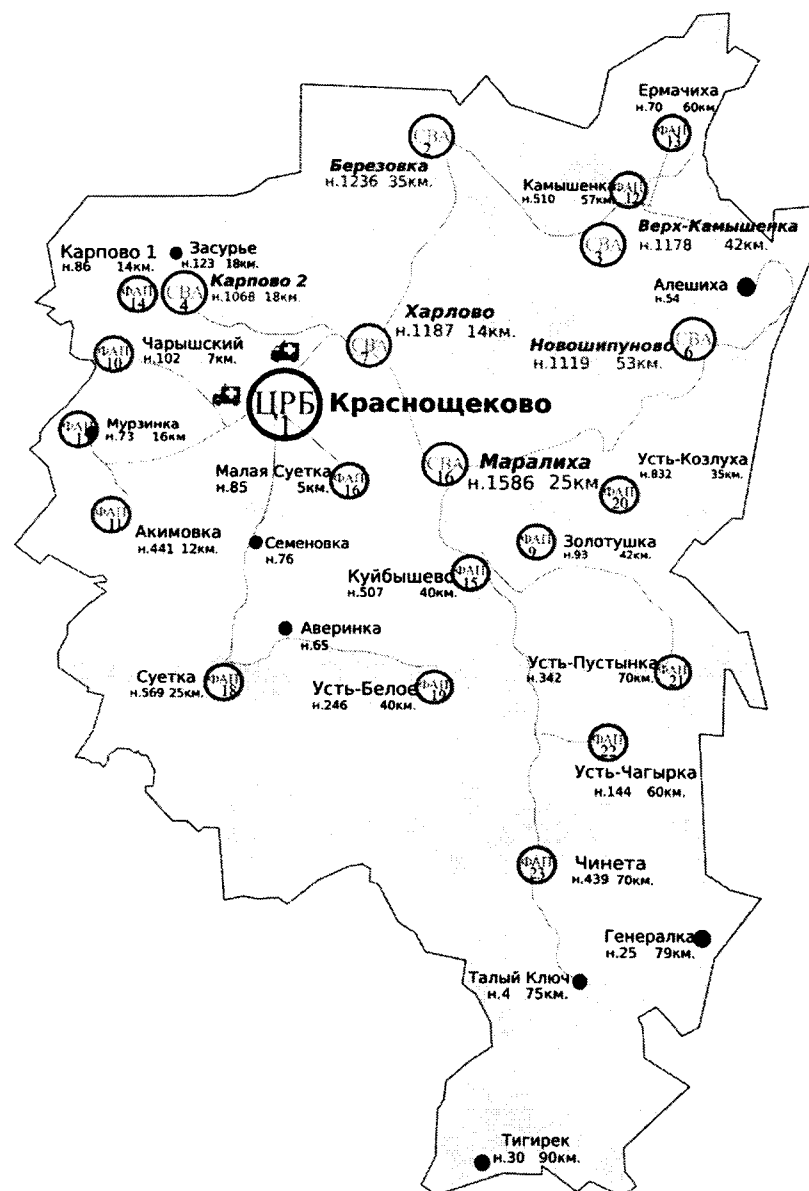 Ермачиха
н.70 60км.
ФАП
13
СВА
2
Березовка
н.1236 35км.
Камышенка
н.510 57км.
ФАП
12
Верх-Камышенка
н.1178 42км.
СВА
3
Засурье
н.123 18км.
Карпово 1
н.86 14км.
ФАП
14
СВА
4
Карпово 2
н.1068 18км.
Алешиха
н.54
Харлово
н.1187 14км.
СВА
7
Новошипуново
н.1119 53км.
СВА
6
Чарышский
н.102 7км.
ФАП
10
ЦРБ
1
Краснощеково
Мурзинка
н.73 16км
ФАП
Малая Суетка
н.85 5км.
ФАП
16
СВА
16
Маралиха
н.1586 25км.
Усть-Козлуха
н.832 35км.
ФАП
20
ФАП
11
Акимовка
н.441 12км.
Семеновка
н.76
ФАП
9
Золотушка
н.93 42км.
Куйбышево
н.507 40км.
ФАП
15
Аверинка
н.65
Суетка
н.569 25км.
ФАП
18
Усть-Белое
н.246 40км.
ФАП
19
Усть-Пустынка
н.342 70км.
ФАП
21
ФАП
22
Усть-Чагырка
н.144 60км.
ФАП
23
Чинета
н.439 70км.
Генералка
н.25 79км.
Талый Ключ
н.4 75км.
Тигирек
н.30 90км.